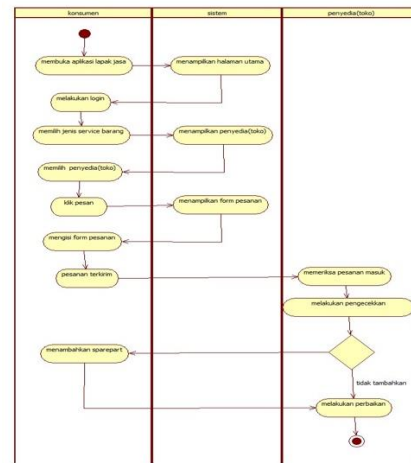 konsumen
sistem
penyedia(toko)
membuka aplikasi lapak jasa
menampilkan halaman utama
melakukan login
memilih jenis service barang
menampilkan penyedia(toko)
memilih penyedia(toko)
klik pesan
menampilkan form pesanan
mengisi form pesanan
pesanan terkirim
memeriksa pesanan masuk
melakukan pengecekkan
menambahkan sparepart
tidak tambahkan
melakukan perbaikan